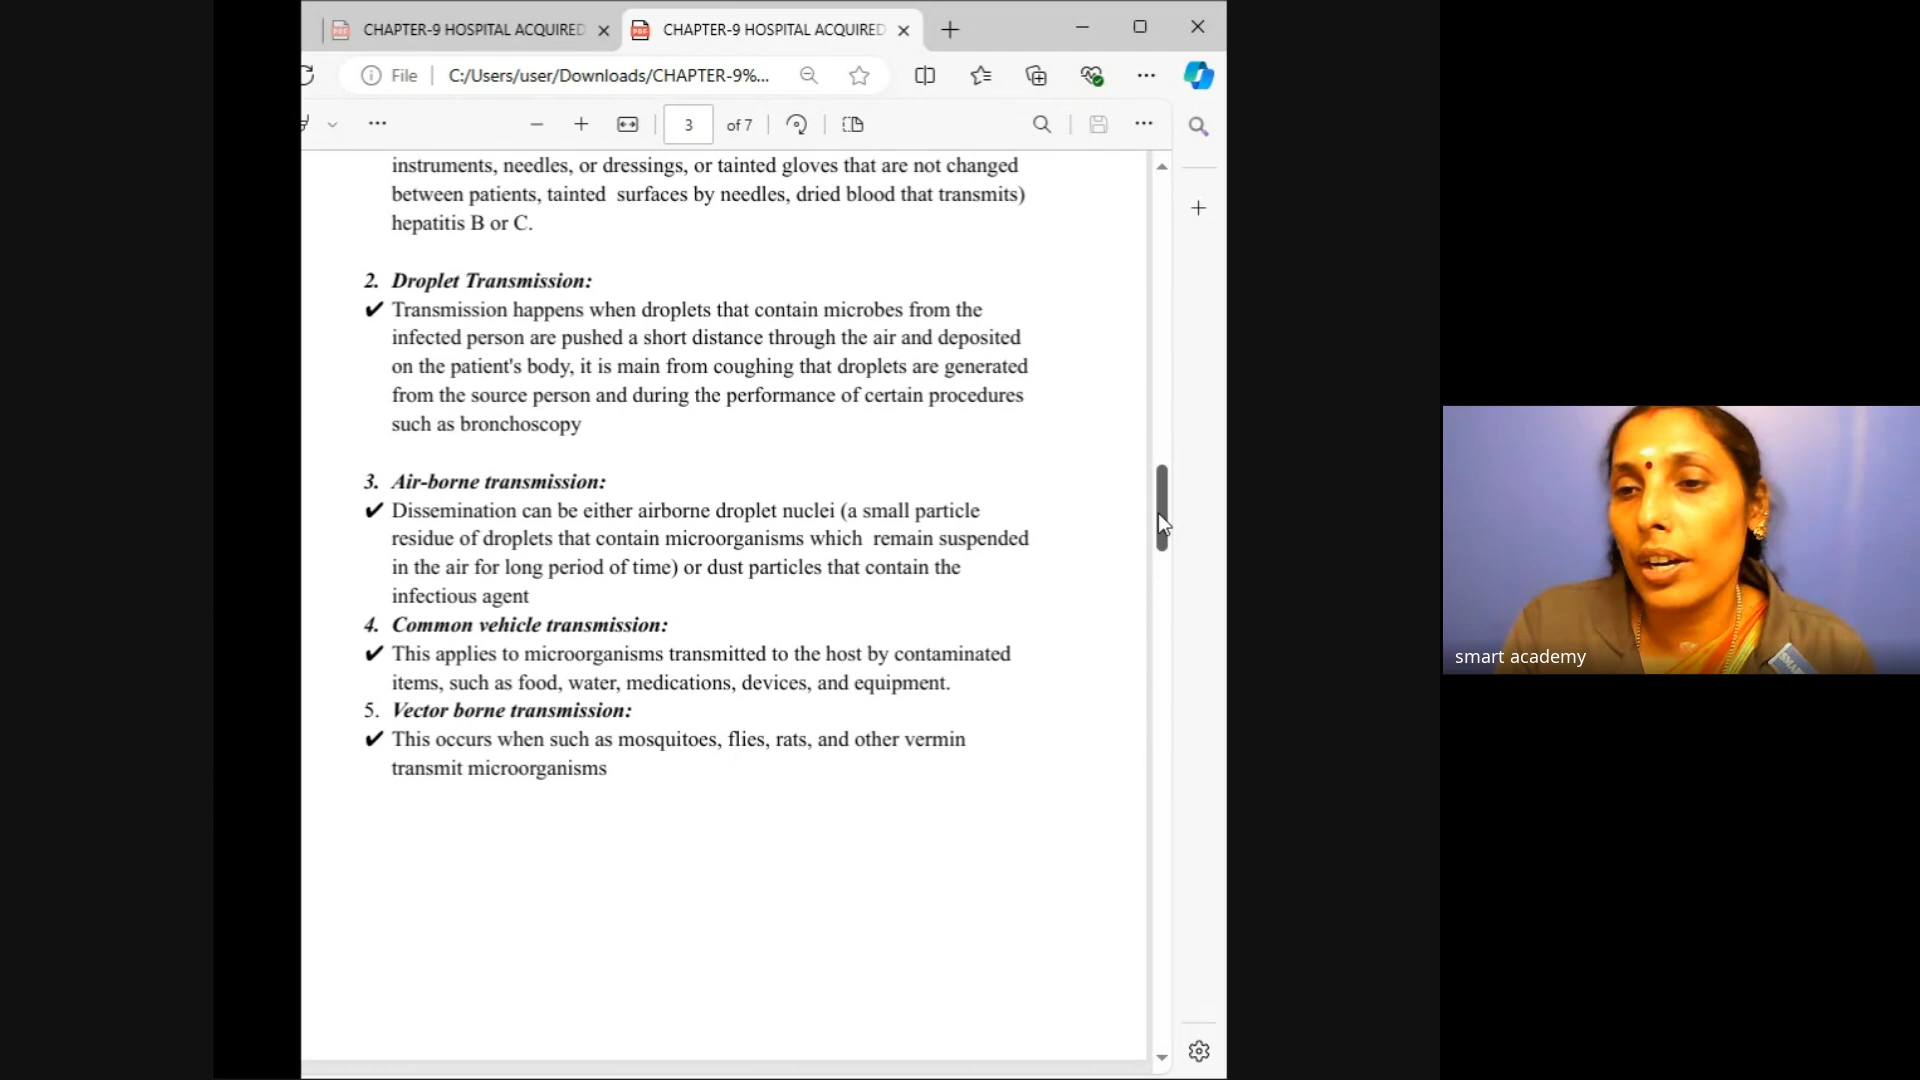 CHAPTER-9 HOSPITAL ACQUIRED
CHAPTER-9 HOSPITAL ACQUIRED
File
C:/Users/user/Downloads/CHAPTER-9%...
3 of 7
instruments, needles, or dressings, or tainted gloves that are not changed
between patients, tainted surfaces by needles, dried blood that transmits)
hepatitis B or C.
2. Droplet Transmission:
✔ Transmission happens when droplets that contain microbes from the
infected person are pushed a short distance through the air and deposited
on the patient's body, it is main from coughing that droplets are generated
from the source person and during the performance of certain procedures
such as bronchoscopy
3. Air-borne transmission:
✔ Dissemination can be either airborne droplet nuclei (a small particle
residue of droplets that contain microorganisms which remain suspended
in the air for long period of time) or dust particles that contain the
infectious agent
4. Common vehicle transmission:
✔ This applies to microorganisms transmitted to the host by contaminated
items, such as food, water, medications, devices, and equipment.
5. Vector borne transmission:
✔ This occurs when such as mosquitoes, flies, rats, and other vermin
transmit microorganisms
smart academy